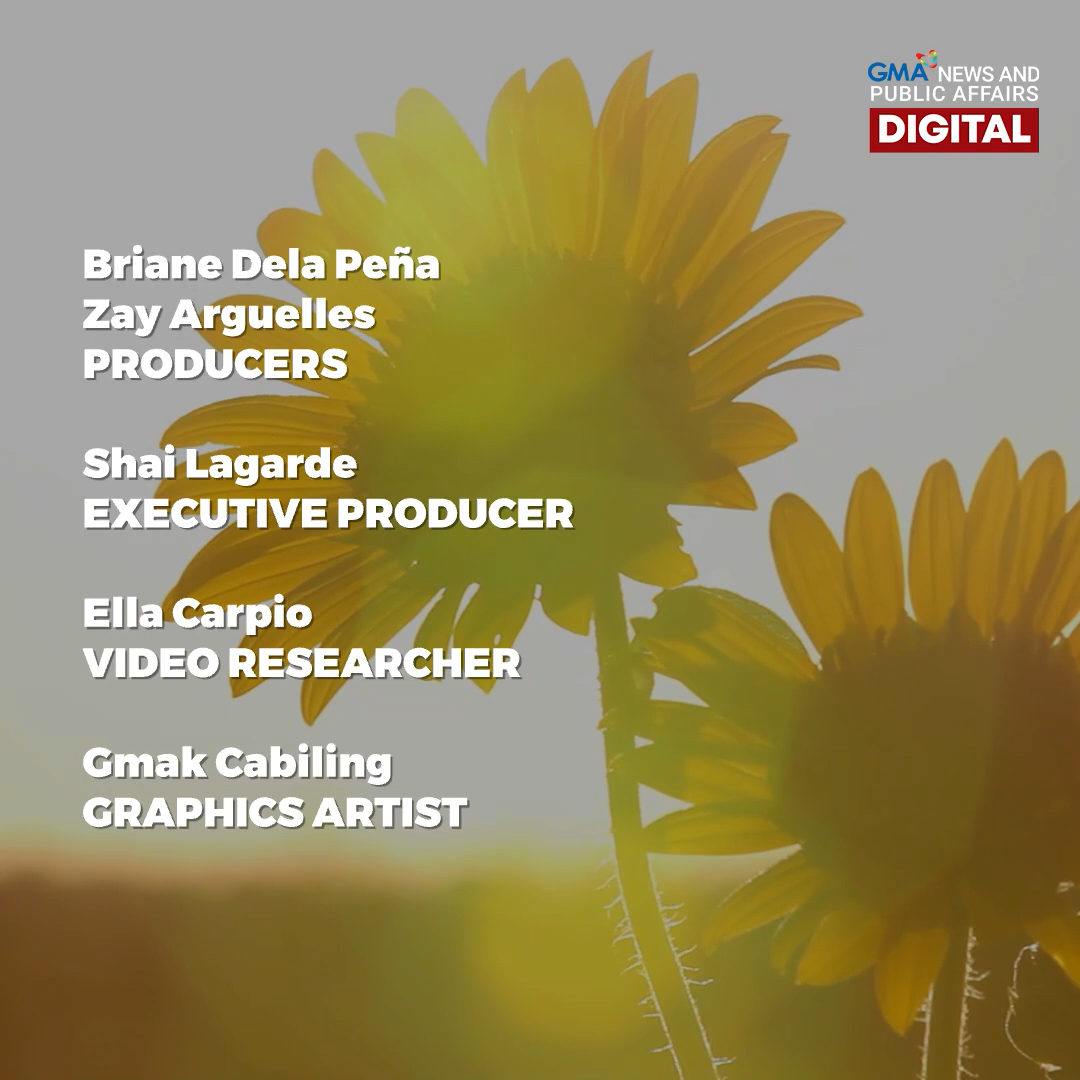 GMA NEWS AND
PUBLIC AFFAIRS
DIGITAL
Briane Dela Peña
Zay Arguelles
PRODUCERS
Shai Lagarde
EXECUTIVE PRODUCER
Ella Carpio
VIDEO RESEARCHER
Gmak Cabiling
GRAPHICS ARTIST